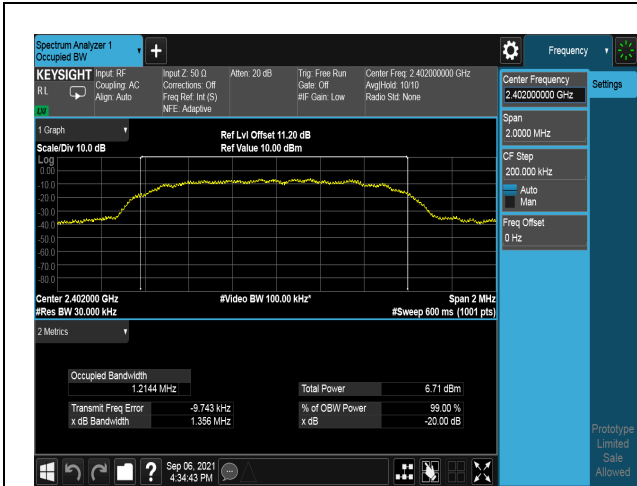 Spectrum Analyzer 1
Occupied BW
+
Frequency
KEYSIGHT
RL
Input: RF
Coupling: AC
Align: Auto
Input Z: 50 Ω
Corrections: Off
Freq Ref: Int (S)
NFE: Adaptive
Atten: 20 dB
Trig: Free Run
Gate: Off
#IF Gain: Low
Center Freq: 2.402000000 GHz
Avg|Hold: 10/10
Radio Std: None
1 Graph
Scale/Div 10.0 dB
Ref Lvl Offset 11.20 dB
Ref Value 10.00 dBm
Log
0.00
-10.0
-20.0
-30.0
-40.0
-50.0
-60.0
-70.0
-80.0
Center 2.402000 GHz
#Video BW 100.00 kHz*
Span 2 MHz
#Res BW 30.000 kHz
#Sweep 600 ms (1001 pts)
2 Metrics
Occupied Bandwidth
1.2144 MHz
Total Power 6.71 dBm
Transmit Freq Error -9.743 kHz
% of OBW Power 99.00 %
x dB Bandwidth 1.356 MHz
x dB -20.00 dB
Center Frequency
2.402000000 GHz
Settings
Span
2.0000 MHz
CF Step
200.000 kHz
Auto
Man
Freq Offset
0 Hz
Prototype
Limited
Sale
Allowed
?
Sep 06, 2021
4:34:43 PM